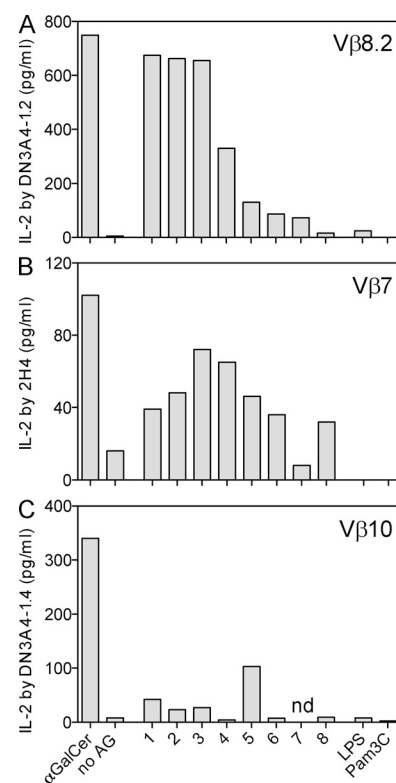 A
Vβ8.2
IL-2 by DN3A4-1.2 (pg/ml)
800
600
400
200
0
B
Vβ7
IL-2 by 2H4 (pg/ml)
120
80
40
0
C
Vβ10
IL-2 by DN3A4-1.4 (pg/ml)
400
300
200
100
0
nd
αGalCer
no AG
1
2
3
4
5
6
7
8
LPS
Pam3C